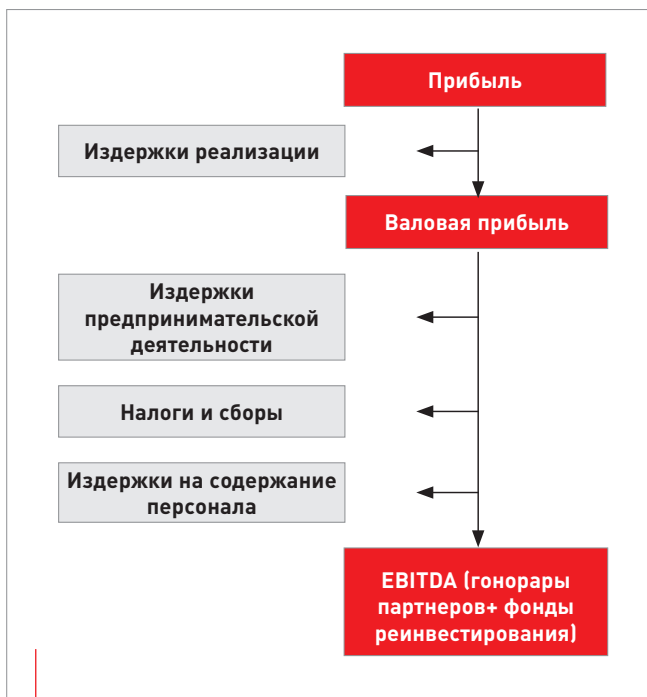 Прибыль
Издержки реализации
Валовая прибыль
Издержки
предпринимательской
деятельности
Налоги и сборы
Издержки на содержание
персонала
EBITDA (гонорары
партнеров+ фонды
реинвестирования)